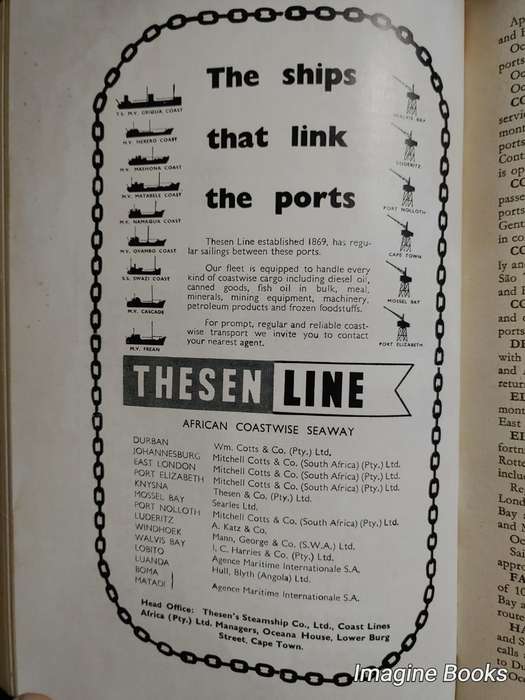 The ships
that link
the ports
S.S. M.V. GRIQUA COAST
M.V. HERERO COAST
M.V. MASHONA COAST
M.V. MATABELE COAST
M.V. NAMAQUA COAST
M.V. OVAMBO COAST
S.S. SWAZI COAST
M.V. CASCADE
M.V. FREAN
WALVIS BAY
LUDERITZ
PORT NOLLOTH
CAPE TOWN
MOSSEL BAY
PORT ELIZABETH
Thesen Line established 1869, has regu-
lar sailings between these ports.
Our fleet is equipped to handle every
kind of coastwise cargo including diesel oil,
canned goods, fish oil in bulk, meal,
minerals, mining equipment, machinery,
petroleum products and frozen foodstuffs.
For prompt, regular and reliable coast-
wise transport we invite you to contact
your nearest agent.
THESEN LINE
AFRICAN COASTWISE SEAWAY
DURBAN
JOHANNESBURG
EAST LONDON
PORT ELIZABETH
KNYSNA
MOSSEL BAY
PORT NOLLOTH
LUDERITZ
WINDHOEK
WALVIS BAY
LOBITO
LUANDA
BOMA
MATADI
Wm. Cotts & Co. (Pty.) Ltd.
Mitchell Cotts & Co. (South Africa) (Pty.) Ltd.
Mitchell Cotts & Co. (South Africa) (Pty.) Ltd.
Mitchell Cotts & Co. (South Africa) (Pty.) Ltd.
Thesen & Co. (Pty.) Ltd.
Searles Ltd.
Mitchell Cotts & Co. (South Africa) (Pty.) Ltd.
A. Katz & Co.
Mann, George & Co. (S.W.A.) Ltd.
I. C. Harries & Co. (Pty.) Ltd.
Agence Maritime Internationale S.A.
Hull, Blyth (Angola) Ltd.
Agence Maritime Internationale S.A.
Head Office: Thesen's Steamship Co., Ltd., Coast Lines
Africa (Pty.) Ltd. Managers, Oceana House, Lower Burg
Street, Cape Town.
Imagine Books